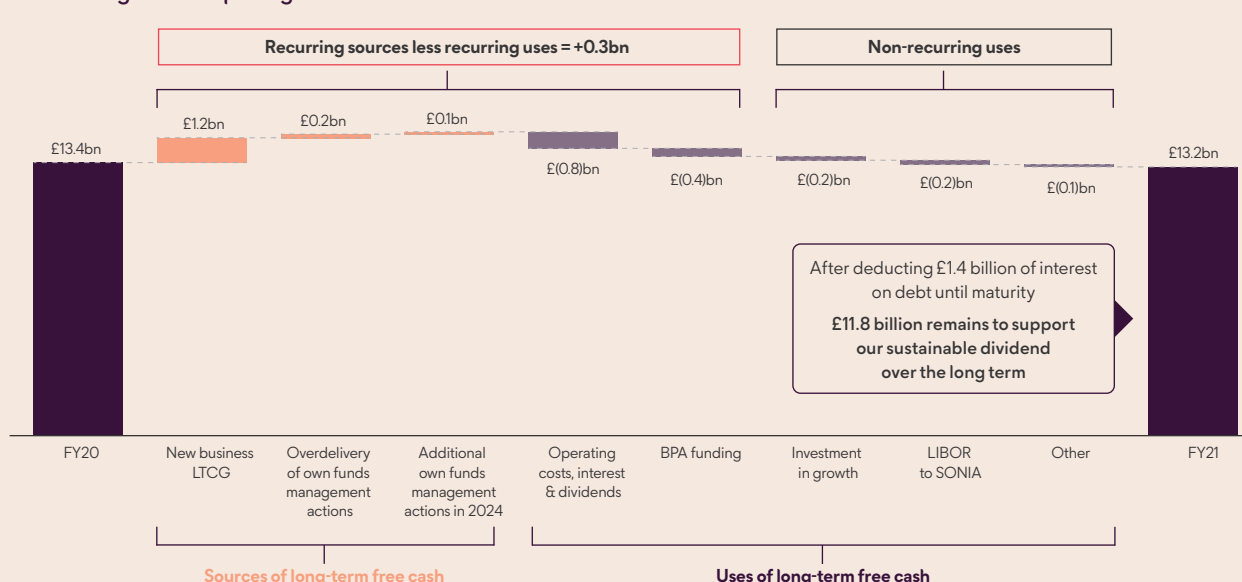 Recurring sources less recurring uses = +0.3bn
Non-recurring uses
£13.4bn
£1.2bn
£0.2bn
£0.1bn
£(0.8)bn
£(0.4)bn
£(0.2)bn
£(0.2)bn
£(0.1)bn
£13.2bn
After deducting £1.4 billion of interest
on debt until maturity
£11.8 billion remains to support
our sustainable dividend
over the long term
FY20
New business
LTCG
Overdelivery
of own funds
management
actions
Additional
own funds
management
actions in 2024
Operating
costs, interest
& dividends
BPA funding
Investment
in growth
LIBOR
to SONIA
Other
FY21
Sources of long-term free cash
Uses of long-term free cash